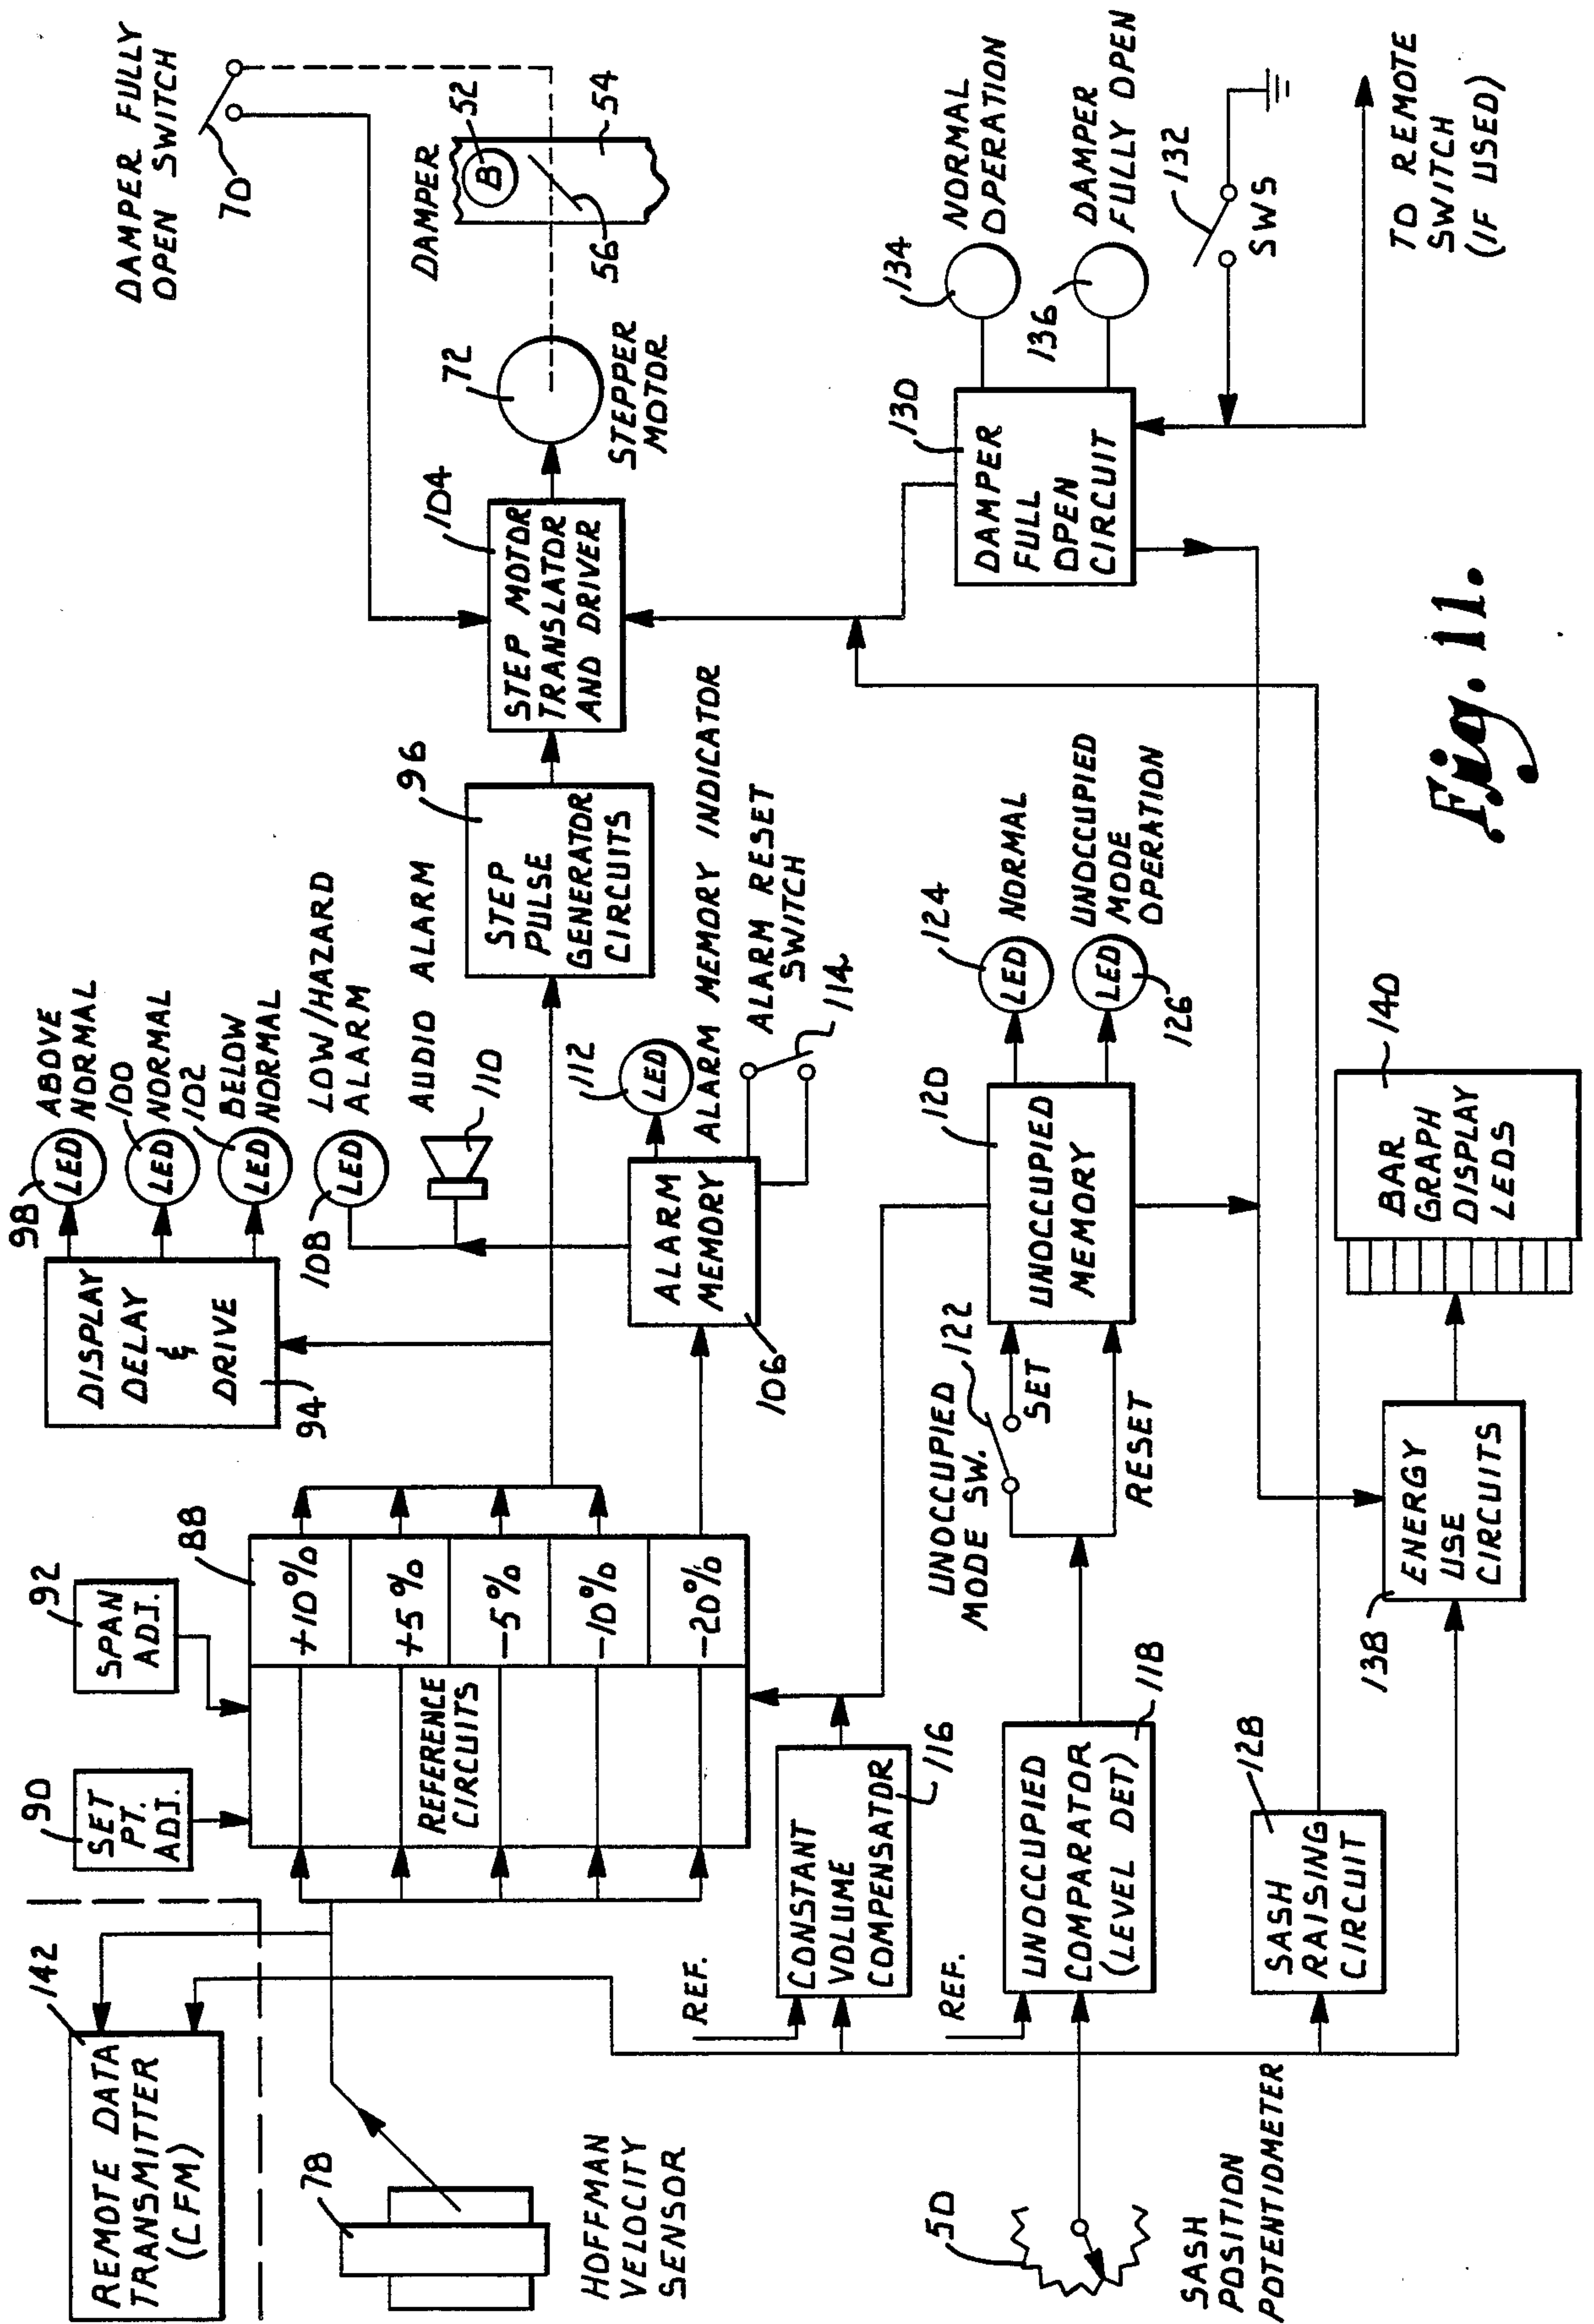 142
REMOTE DATA
TRANSMITTER
(CFM)
78
HOFFMAN
VELOCITY
SENSOR
50
SASH
POSITION
POTENTIOMETER
90
SET
PT.
ADJ.
92
SPAN
ADJ.
88
REFERENCE
CIRCUITS
+10%
+5%
-5%
-10%
-20%
REF.
CONSTANT
VOLUME
COMPENSATOR
116
REF.
UNOCCUPIED
COMPARATOR
(LEVEL DET)
118
SASH
RAISING
CIRCUIT
128
DISPLAY
DELAY
&
DRIVE
94
98
LED
ABOVE
NORMAL
100
LED
NORMAL
102
LED
BELOW
NORMAL
108
LED
LOW/HAZARD
ALARM
AUDIO ALARM
110
ALARM
MEMORY
106
112
LED
ALARM MEMORY INDICATOR
ALARM RESET
SWITCH
114
UNOCCUPIED
MODE SW.
122
SET
RESET
UNOCCUPIED
MEMORY
120
124
LED
NORMAL
LED
126
UNOCCUPIED
MODE
OPERATION
ENERGY
USE
CIRCUITS
138
BAR
GRAPH
DISPLAY
LEDS
140
STEP
PULSE
GENERATOR
CIRCUITS
96
STEP MOTOR
TRANSLATOR
AND DRIVER
104
72
STEPPER
MOTOR
DAMPER
B
52
54
56
DAMPER FULLY
OPEN SWITCH
70
DAMPER
FULL
OPEN
CIRCUIT
130
134
NORMAL
OPERATION
136
DAMPER
FULLY OPEN
132
SW5
TO REMOTE
SWITCH
(IF USED)
Fig. 11.